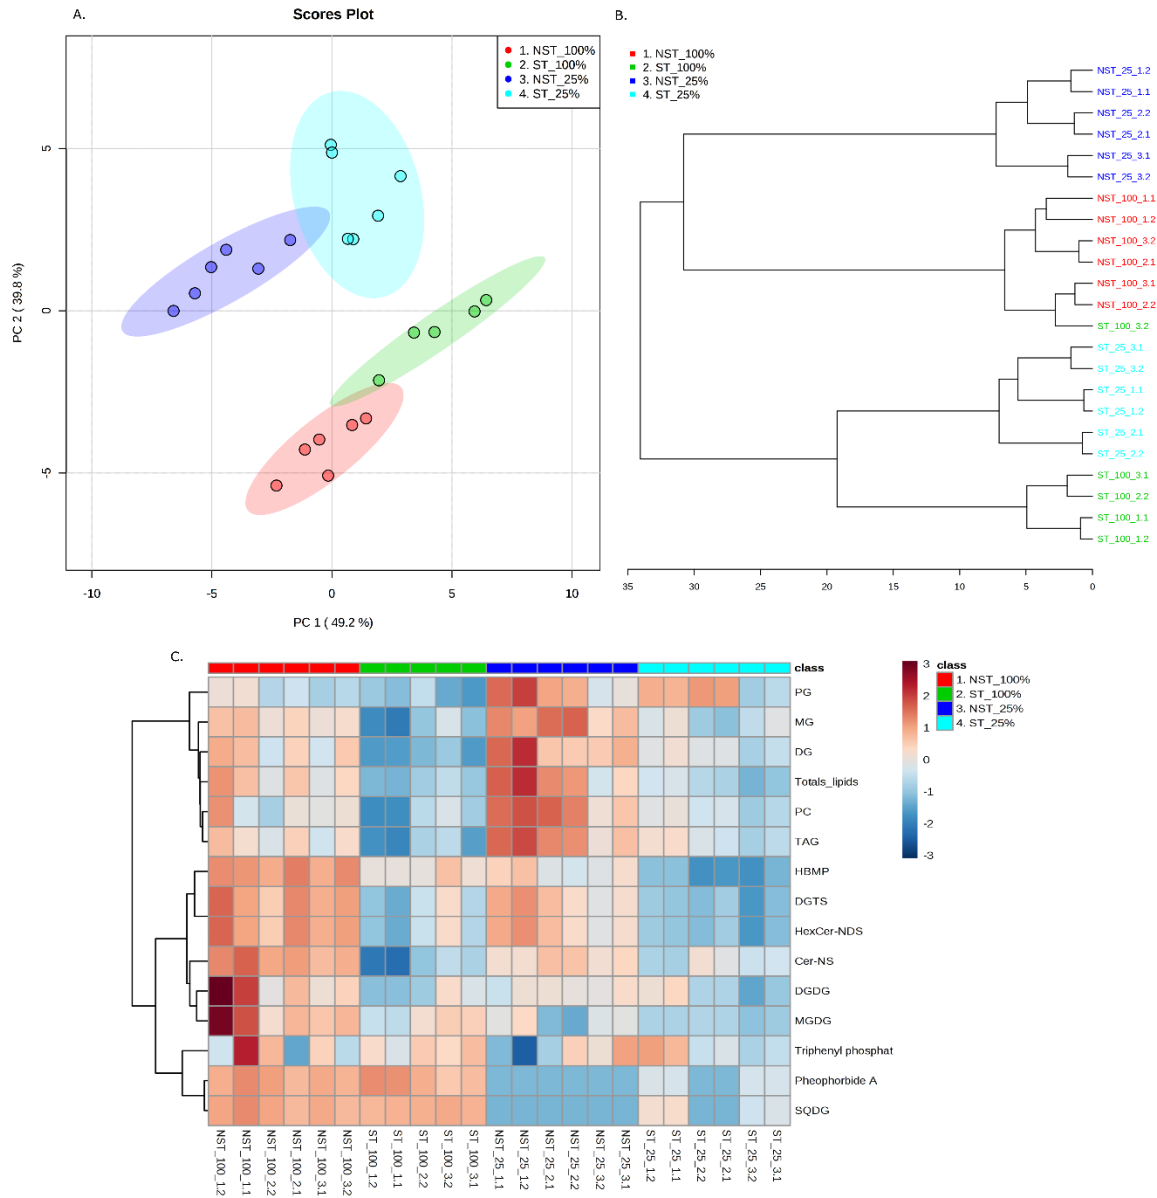 A.
Scores Plot
1. NST_100%
2. ST_100%
3. NST_25%
4. ST_25%
5
0
-5
PC 2 ( 39.8 %)
-10
-5
0
5
10
PC 1 ( 49.2 %)
B.
1. NST_100%
2. ST_100%
3. NST_25%
4. ST_25%
NST_25_1.2
NST_25_1.1
NST_25_2.2
NST_25_2.1
NST_25_3.1
NST_25_3.2
NST_100_1.1
NST_100_1.2
NST_100_3.2
NST_100_2.1
NST_100_3.1
NST_100_2.2
ST_100_3.2
ST_25_3.1
ST_25_3.2
ST_25_1.1
ST_25_1.2
ST_25_2.1
ST_25_2.2
ST_100_3.1
ST_100_2.2
ST_100_1.1
ST_100_1.2
35
30
25
20
15
10
5
0
C.
class
PG
MG
DG
Totals_lipids
PC
TAG
HBMP
DGTS
HexCer-NDS
Cer-NS
DGDG
MGDG
Triphenyl phosphat
Pheophorbide A
SQDG
NST_100_1.2
NST_100_1.1
NST_100_2.2
NST_100_2.1
NST_100_3.1
NST_100_3.2
ST_100_1.2
ST_100_1.1
ST_100_2.2
ST_100_3.2
ST_100_3.1
NST_25_1.1
NST_25_1.2
NST_25_2.1
NST_25_2.2
NST_25_3.2
NST_25_3.1
ST_25_1.2
ST_25_1.1
ST_25_2.2
ST_25_2.1
ST_25_3.2
ST_25_3.1
3
2
1
0
-1
-2
-3
class
1. NST_100%
2. ST_100%
3. NST_25%
4. ST_25%